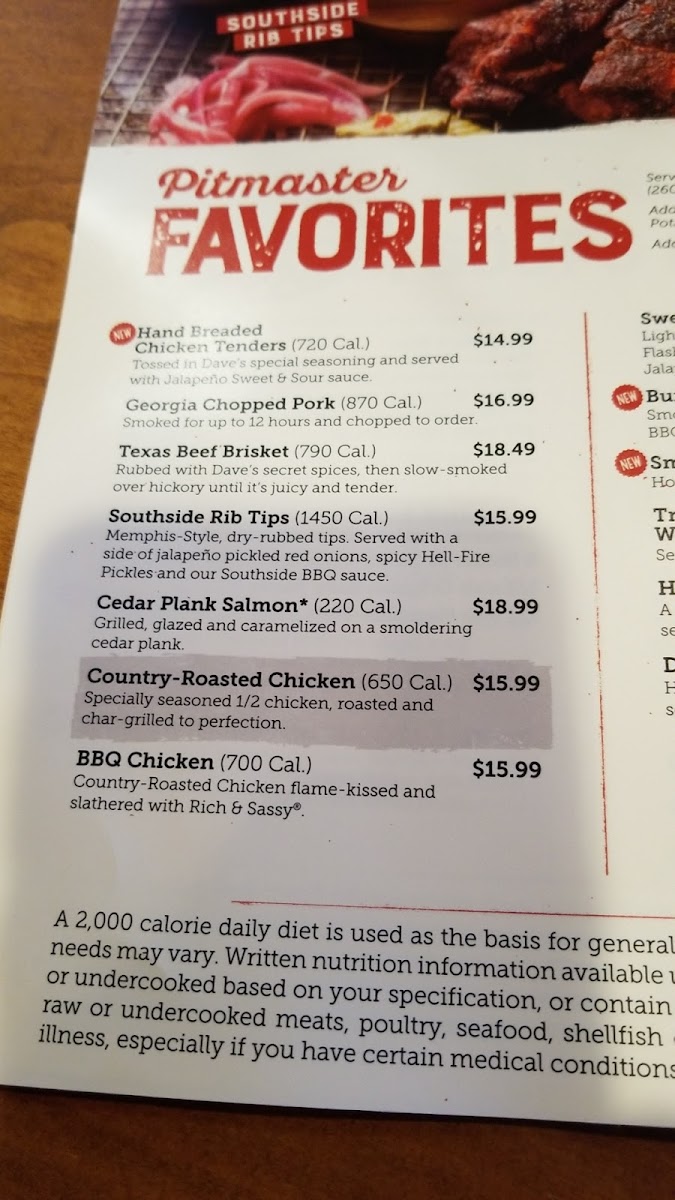 SOUTHSIDE
RIB TIPS
Pitmaster
FAVORITES
NEW Hand Breaded
Chicken Tenders (720 Cal.) $14.99
Tossed in Dave's special seasoning and served
with Jalapeño Sweet & Sour sauce.
Georgia Chopped Pork (870 Cal.) $16.99
Smoked for up to 12 hours and chopped to order.
Texas Beef Brisket (790 Cal.) $18.49
Rubbed with Dave's secret spices, then slow-smoked
over hickory until it's juicy and tender.
Southside Rib Tips (1450 Cal.) $15.99
Memphis-Style, dry-rubbed tips. Served with a
side of jalapeño pickled red onions, spicy Hell-Fire
Pickles and our Southside BBQ sauce.
Cedar Plank Salmon* (220 Cal.) $18.99
Grilled, glazed and caramelized on a smoldering
cedar plank.
Country-Roasted Chicken (650 Cal.) $15.99
Specially seasoned 1/2 chicken, roasted and
char-grilled to perfection.
BBQ Chicken (700 Cal.) $15.99
Country-Roasted Chicken flame-kissed and
slathered with Rich & Sassy®.
(260
NEW
BBQ
NEW
A
A 2,000 calorie daily diet is used as the basis for general
needs may vary. Written nutrition information available
or undercooked based on your specification, or contain
raw or undercooked meats, poultry, seafood, shellfish
illness, especially if you have certain medical conditions